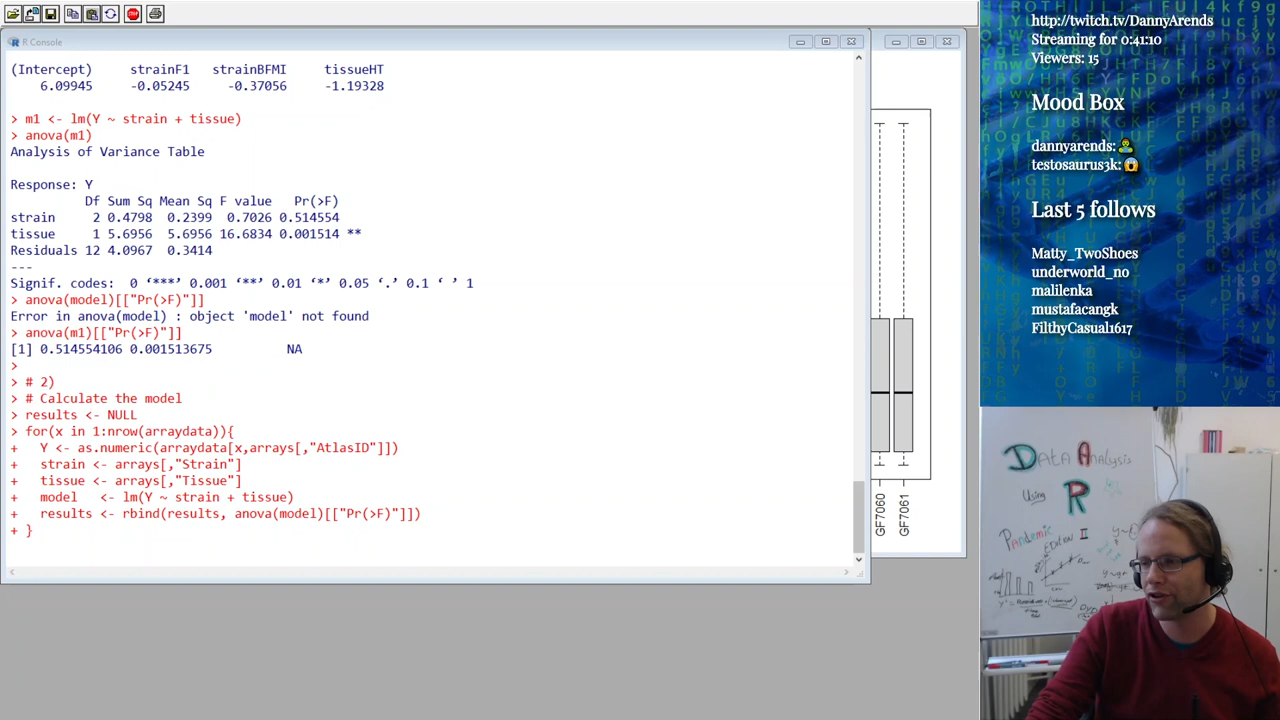 R Console
(Intercept) strainF1 strainBFMI tissueHT
6.09945 -0.05245 -0.37056 -1.19328
> m1 <- lm(Y ~ strain + tissue)
> anova(m1)
Analysis of Variance Table
Response: Y
Df Sum Sq Mean Sq F value Pr(>F)
strain 2 0.4798 0.2399 0.7026 0.514554
tissue 1 5.6956 5.6956 16.6834 0.001514 **
Residuals 12 4.0967 0.3414
---
Signif. codes: 0 ‘***’ 0.001 ‘**’ 0.01 ‘*’ 0.05 ‘.’ 0.1 ‘ ’ 1
> anova(model)[["Pr(>F)"]]
Error in anova(model) : object 'model' not found
> anova(m1)[["Pr(>F)"]]
[1] 0.514554106 0.001513675 NA
>
> # 2)
> # Calculate the model
> results <- NULL
> for(x in 1:nrow(arraydata)){
+ Y <- as.numeric(arraydata[x,arrays[,"AtlasID"]])
+ strain <- arrays[,"Strain"]
+ tissue <- arrays[,"Tissue"]
+ model <- lm(Y ~ strain + tissue)
+ results <- rbind(results, anova(model)[["Pr(>F)"]])
+ }
GF7060
GF7061
http://twitch.tv/DannyArends
Streaming for 0:41:10
Viewers: 15
Mood Box
dannyarends:
testosaurus3k:
Last 5 follows
Matty_TwoShoes
underworld_no
malilenka
mustafacangk
FilthyCasual1617
Data Analysis
Using R
Pandemic
Edition II